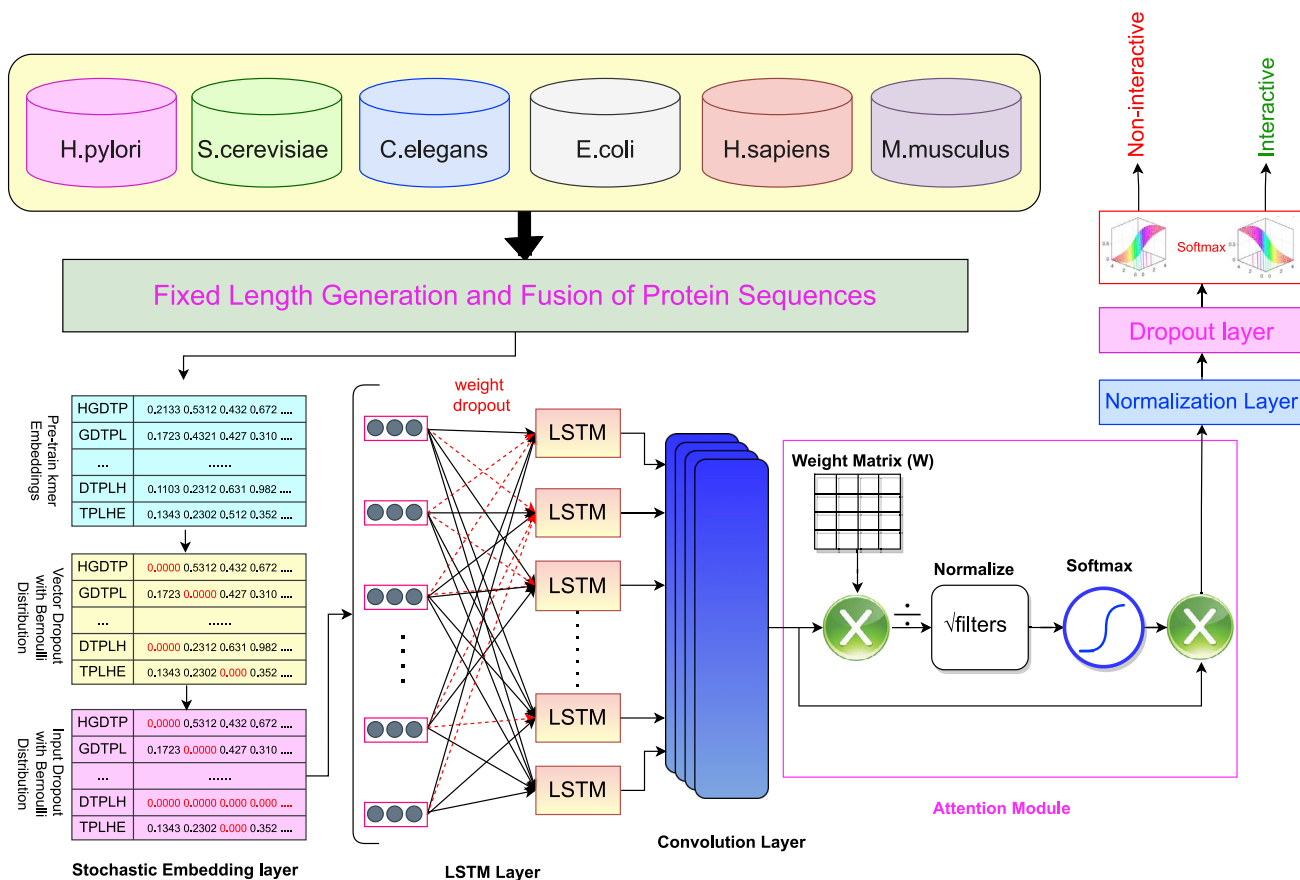 Non-interactive
Interactive
H.pylori
S.cerevisiae
C.elegans
E.coli
H.sapiens
M.musculus
Fixed Length Generation and Fusion of Protein Sequences
Softmax
Dropout layer
Normalization Layer
Pre-train kmer
Embeddings
HGDTP 0.2133 0.5312 0.432 0.672 ....
GDTPL 0.1723 0.4321 0.427 0.310 ....
... ......
DTPLH 0.1103 0.2312 0.631 0.982 ....
TPLHE 0.1343 0.2302 0.512 0.352 ....
Vector Dropout
with Bernoulli
Distribution
HGDTP 0.0000 0.5312 0.432 0.672 ....
GDTPL 0.1723 0.0000 0.427 0.310 ....
... ......
DTPLH 0.0000 0.2312 0.631 0.982 ....
TPLHE 0.1343 0.2302 0.000 0.352 ....
Input Dropout
with Bernoulli
Distribution
HGDTP 0.0000 0.5312 0.432 0.672 ....
GDTPL 0.1723 0.0000 0.427 0.310 ....
... ......
DTPLH 0.0000 0.0000 0.000 0.000 ....
TPLHE 0.1343 0.2302 0.000 0.352 ....
Stochastic Embedding layer
weight
dropout
LSTM
LSTM
LSTM
LSTM
LSTM
LSTM Layer
Convolution Layer
Weight Matrix (W)
X
÷
Normalize
√filters
Softmax
X
Attention Module